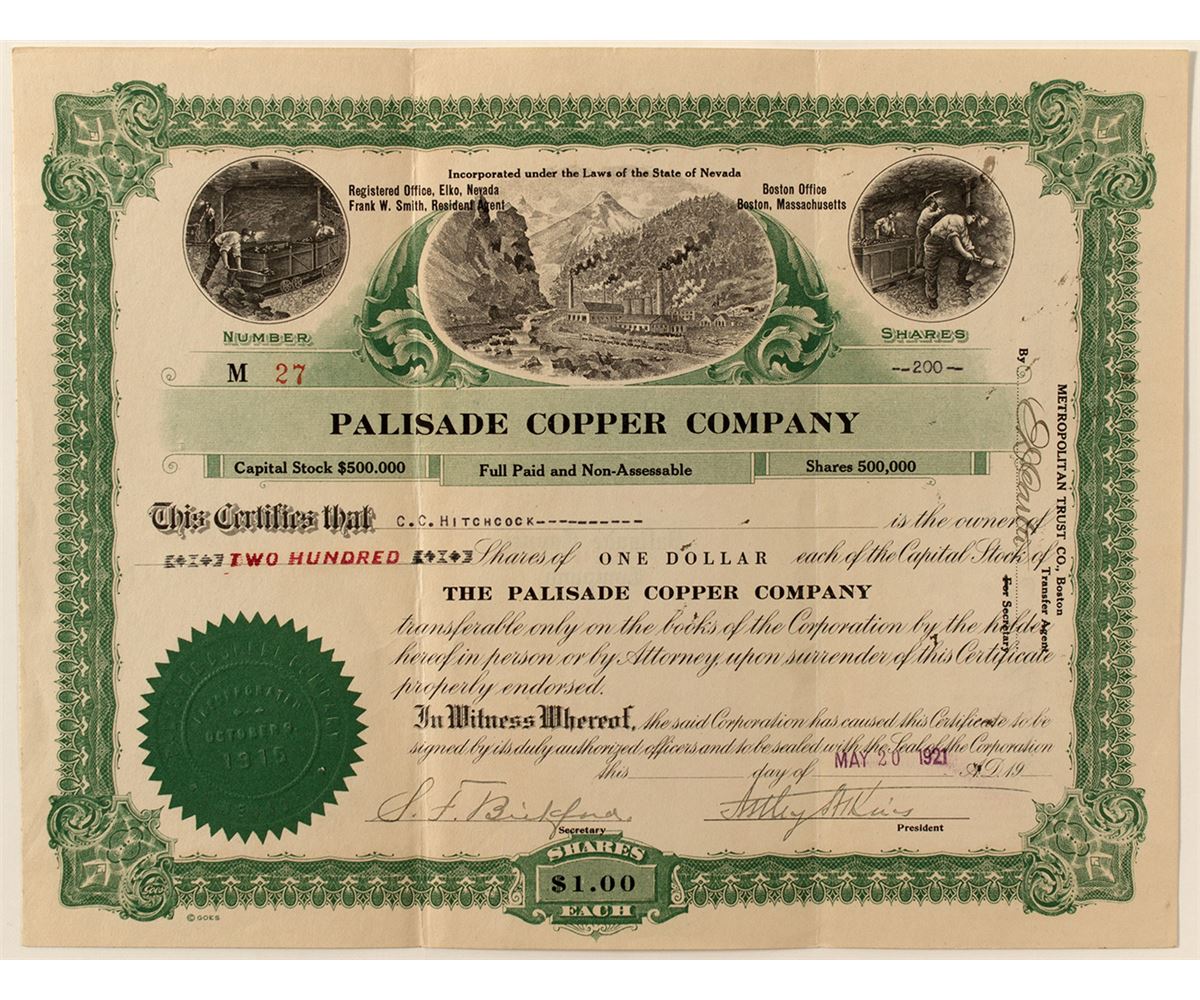 Incorporated under the Laws of the State of Nevada
Registered Office, Elko, Nevada
Frank W. Smith, Resident Agent
Boston Office
Boston, Massachusetts
NUMBER
M 27
SHARES
--200--
PALISADE COPPER COMPANY
Capital Stock $500.000
Full Paid and Non-Assessable
Shares 500,000
This Certifies that C.C. HITCHCOCK---------- is the owner of
TWO HUNDRED Shares of ONE DOLLAR each of the Capital Stock of
THE PALISADE COPPER COMPANY
transferable only on the books of the Corporation by the holder
hereof in person or by Attorney upon surrender of this Certificate
properly endorsed.
In Witness Whereof, the said Corporation has caused this Certificate to be
signed by its duly authorized officers and to be sealed with the Seal of the Corporation
this day of MAY 20 1921 A.D. 19
S. F. Bickford
Secretary
President
SHARES
$1.00
EACH
INCORPORATED
OCTOBER
1915
Goes
© GOES
METROPOLITAN TRUST CO., Boston
Transfer Agent
By
For Secretary